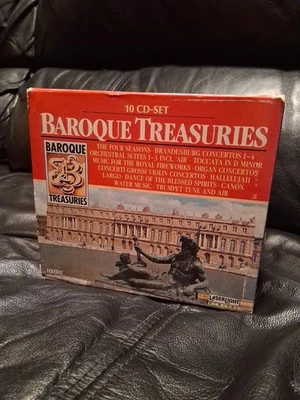 10 CD-SET
BAROQUE TREASURIES
THE FOUR SEASONS · BRANDENBURG CONCERTOS 1-6
ORCHESTRAL SUITES 1-3 INCL. 'AIR' · TOCCATA IN D MINOR
MUSIC FOR THE ROYAL FIREWORKS · ORGAN CONCERTOS
CONCERTI GROSSI VIOLIN CONCERTOS · HALLELUJAH
LARGO · DANCE OF THE BLESSED SPIRITS · CANON
WATER MUSIC · TRUMPET TUNE AND AIR
BAROQUE
TREASURIES
LASERLIGHT